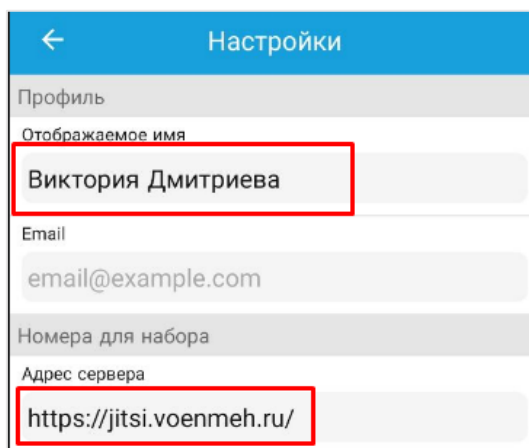 Настройки
Профиль
Отображаемое имя
Виктория Дмитриева
Email
email@example.com
Номера для набора
Адрес сервера
https://jitsi.voenmeh.ru/